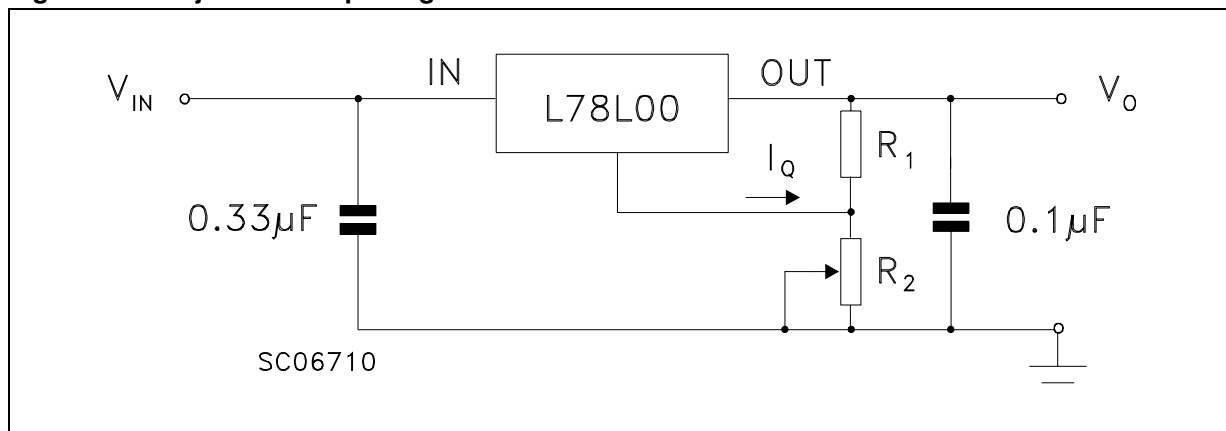 IN
OUT
V_IN
L78L00
V_O
R_1
I_Q
0.33µF
0.1µF
R_2
SC06710